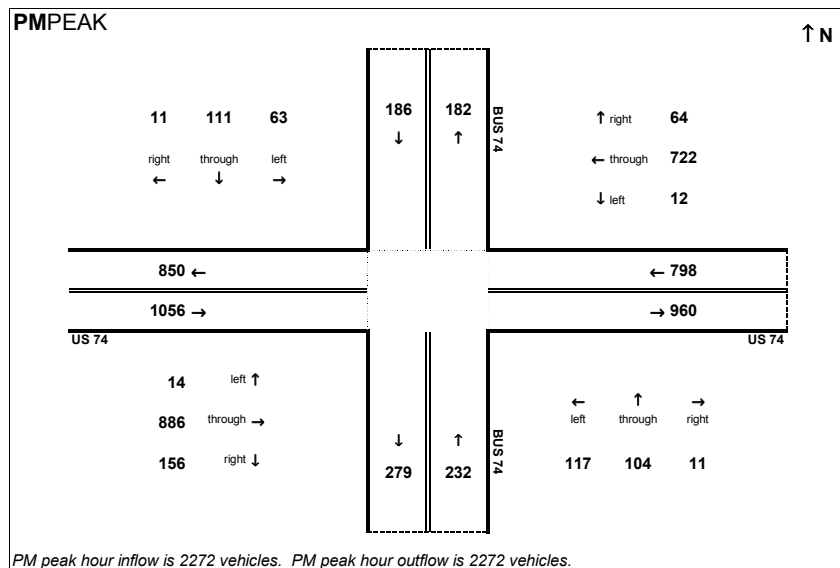 PMPEAK
↑ N
11 111 63
right through left
← ↓ →
186 182
↓ ↑
BUS 74
↑ right 64
← through 722
↓ left 12
850 ←
1056 →
← 798
→ 960
US 74
US 74
14 left ↑
886 through →
156 right ↓
↓ ↑
279 232
BUS 74
← ↑ →
left through right
117 104 11
PM peak hour inflow is 2272 vehicles. PM peak hour outflow is 2272 vehicles.